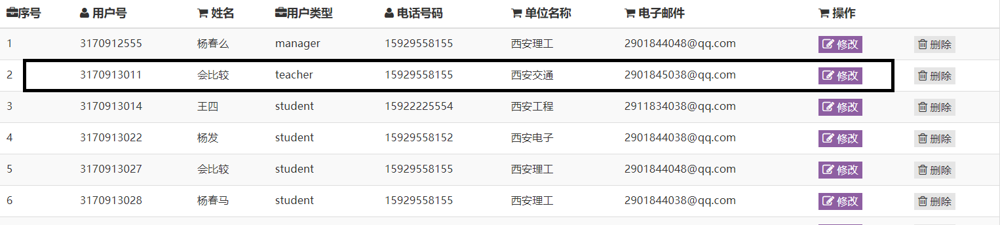 序号 用户号 姓名 用户类型 电话号码 单位名称 电子邮件 操作
1 3170912555 杨春么 manager 15929558155 西安理工 2901844048@qq.com 修改 删除
2 3170913011 会比较 teacher 15929558155 西安交通 2901845038@qq.com 修改 删除
3 3170913014 王四 student 15922225554 西安工程 2911834038@qq.com 修改 删除
4 3170913022 杨发 student 15929558152 西安电子 2901844038@qq.com 修改 删除
5 3170913027 会比较 student 15929558155 西安理工 2901844048@qq.com 修改 删除
6 3170913028 杨春马 student 15929558155 西安理工 2901844038@qq.com 修改 删除